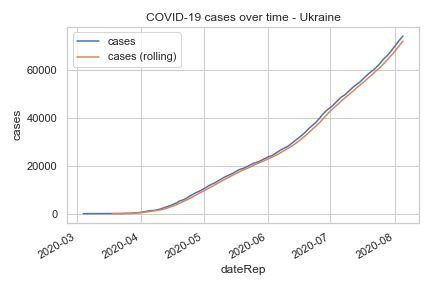 COVID-19 cases over time - Ukraine
cases
cases (rolling)
60000
40000
20000
0
cases
2020-03
2020-04
2020-05
2020-06
2020-07
2020-08
dateRep